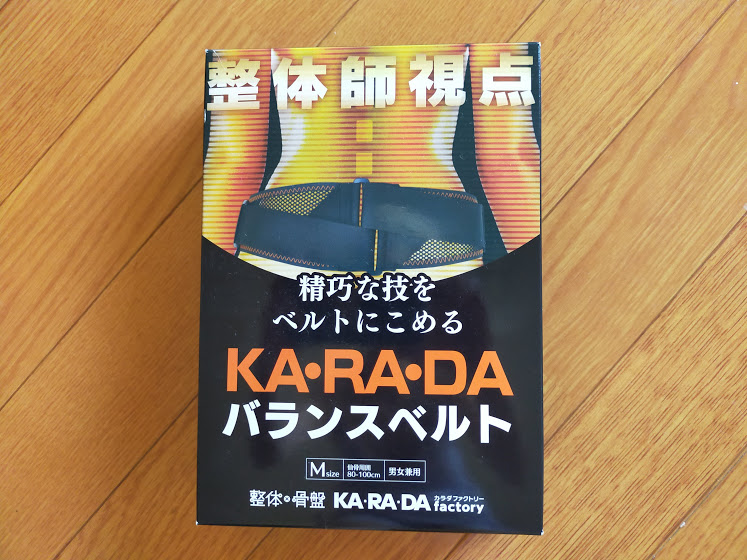 整体師視点
精巧な技を
ベルトにこめる
KA・RA・DA
バランスベルト
M size 仙骨周囲 80-100cm 男女兼用
整体・骨盤 KA・RA・DA カラダファクトリー factory